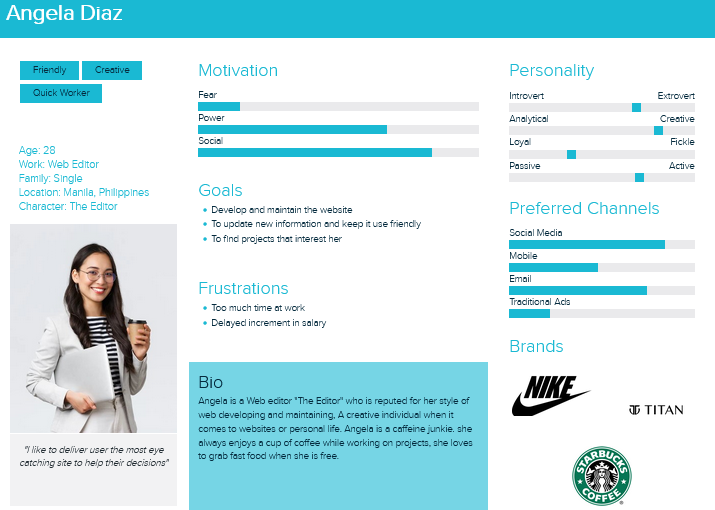 Angela Diaz
Friendly
Creative
Quick Worker
Age: 28
Work: Web Editor
Family: Single
Location: Manila, Philippines
Character: The Editor
"I like to deliver user the most eye
catching site to help their decisions"
Motivation
Fear
Power
Social
Goals
Develop and maintain the website
To update new information and keep it use friendly
To find projects that interest her
Frustrations
Too much time at work
Delayed increment in salary
Bio
Angela is a Web editor "The Editor" who is reputed for her style of
web developing and maintaining, A creative individual when it
comes to websites or personal life. Angela is a caffeine junkie. she
always enjoys a cup of coffee while working on projects, she loves
to grab fast food when she is free.
Personality
Introvert Extrovert
Analytical Creative
Loyal Fickle
Passive Active
Preferred Channels
Social Media
Mobile
Email
Traditional Ads
Brands
NIKE
TITAN
STARBUCKS
COFFEE